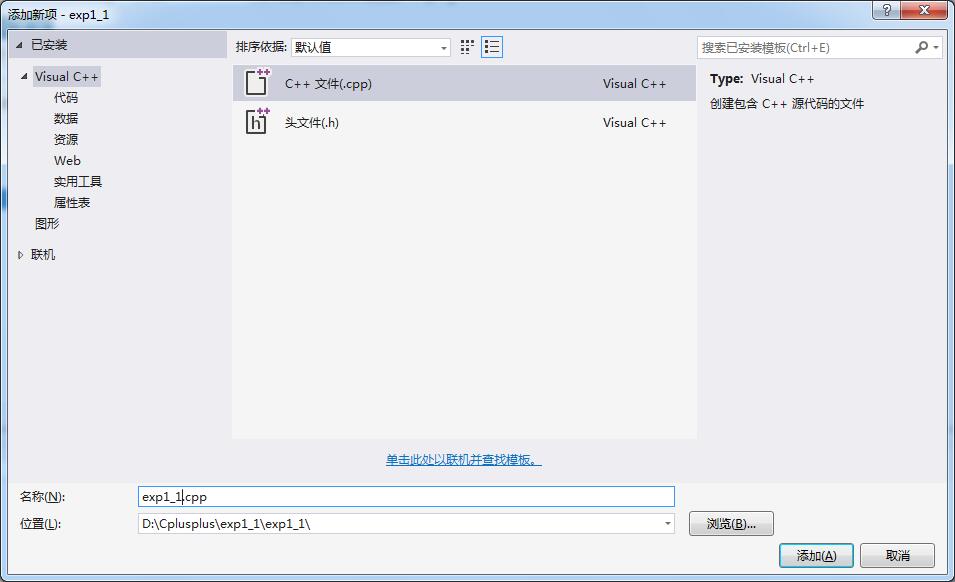 添加新项 - exp1_1
已安装
排序依据: 默认值
搜索已安装模板(Ctrl+E)
Visual C++
代码
数据
资源
Web
实用工具
属性表
图形
联机
C++ 文件(.cpp) Visual C++
头文件(.h) Visual C++
Type: Visual C++
创建包含 C++ 源代码的文件
单击此处以联机并查找模板。
名称(N): exp1_1.cpp
位置(L): D:\Cplusplus\exp1_1\exp1_1\
浏览(B)...
添加(A) 取消